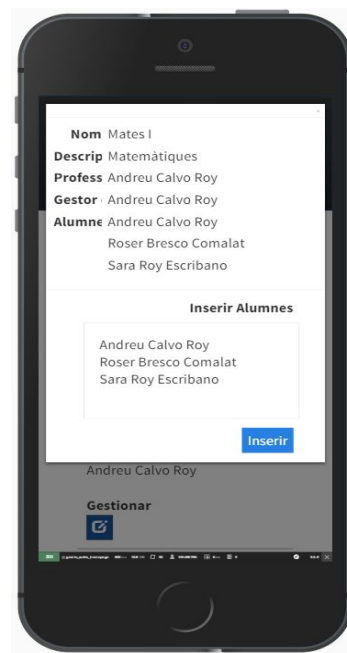 Nom Mates I
Descrip Matemàtiques
Profess Andreu Calvo Roy
Gestor Andreu Calvo Roy
Alumne Andreu Calvo Roy
Roser Bresco Comalat
Sara Roy Escribano
Inserir Alumnes
Andreu Calvo Roy
Roser Bresco Comalat
Sara Roy Escribano
Inserir
Andreu Calvo Roy
Gestionar